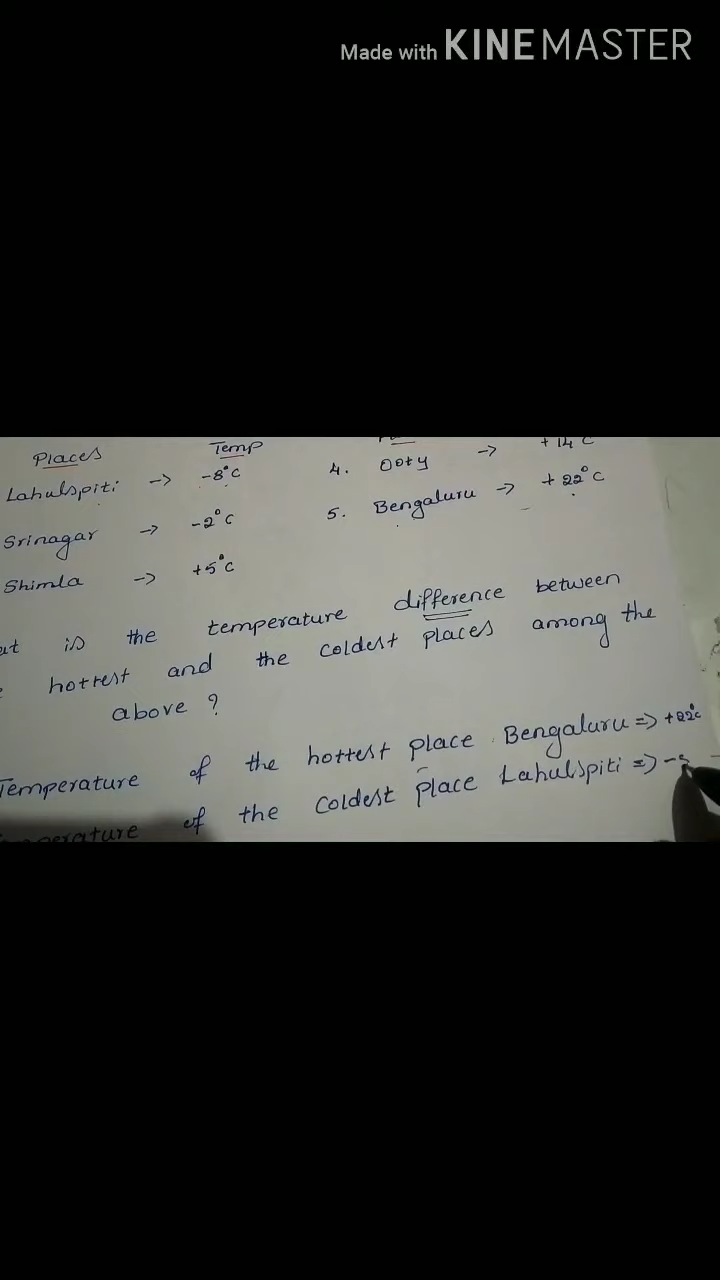 Made with KINEMASTER
Places Temp
Lahulspiti -> -8°C
Srinagar -> -2°C
Shimla -> +5°C
4. Ooty -> +14°C
5. Bengaluru -> +22°C
is the temperature difference between
hottest and the coldest places among the
above ?
Temperature of the hottest place Bengaluru => +22°C
of the coldest place Lahulspiti => -